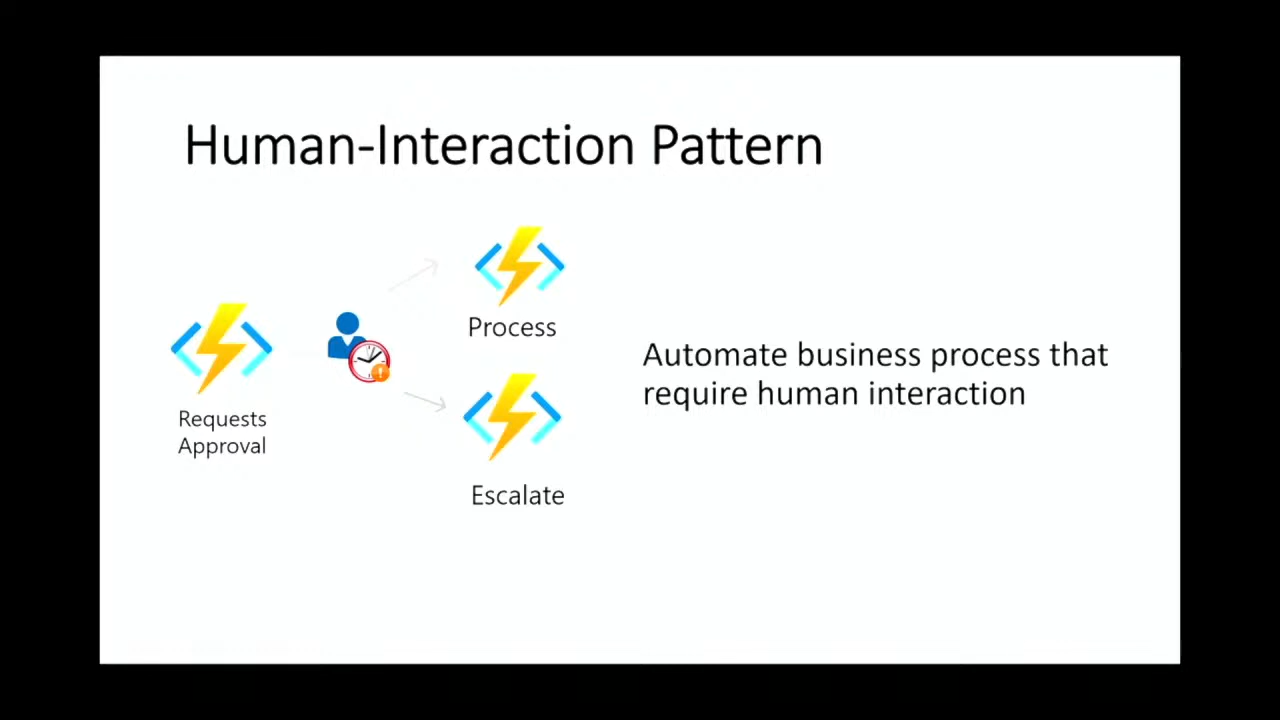 Human-Interaction Pattern
Process
Requests
Approval
Automate business process that
require human interaction
Escalate